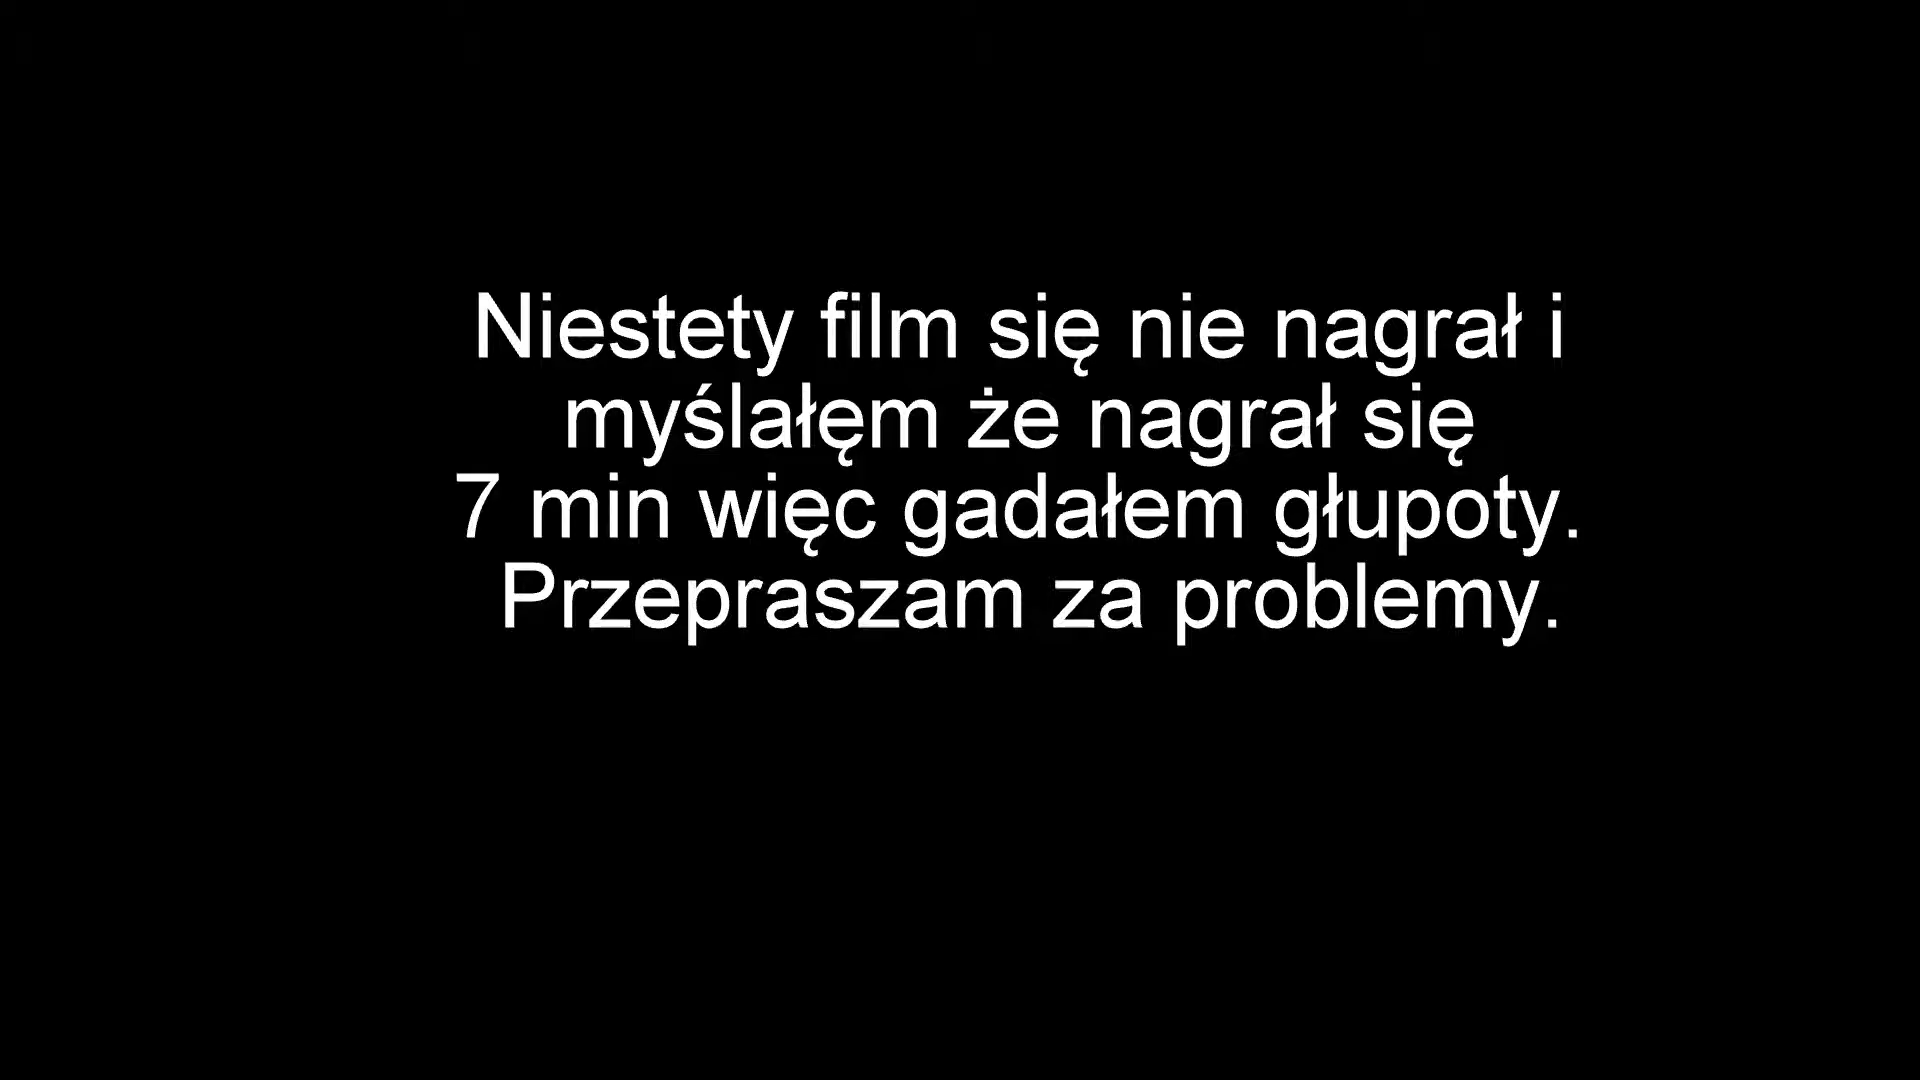 Niestety film się nie nagrał i
myślałęm że nagrał się
7 min więc gadałem głupoty.
Przepraszam za problemy.